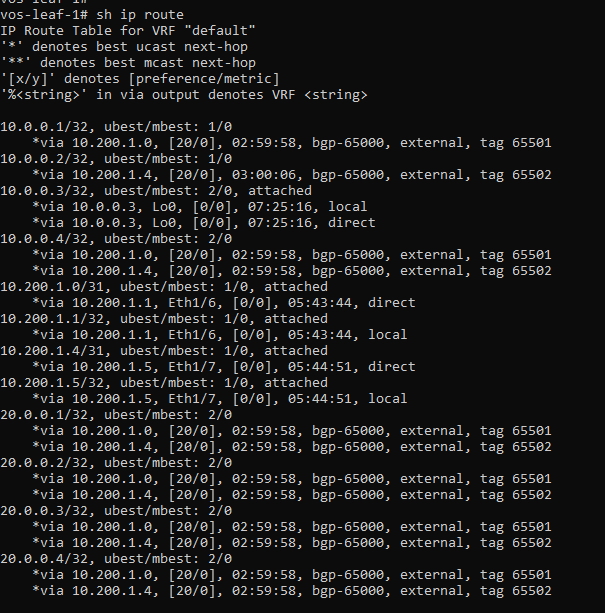 vos-leaf-1#
vos-leaf-1# sh ip route
IP Route Table for VRF "default"
'*' denotes best ucast next-hop
'**' denotes best mcast next-hop
'[x/y]' denotes [preference/metric]
'%<string>' in via output denotes VRF <string>

10.0.0.1/32, ubest/mbest: 1/0
    *via 10.200.1.0, [20/0], 02:59:58, bgp-65000, external, tag 65501
10.0.0.2/32, ubest/mbest: 1/0
    *via 10.200.1.4, [20/0], 03:00:06, bgp-65000, external, tag 65502
10.0.0.3/32, ubest/mbest: 2/0, attached
    *via 10.0.0.3, Lo0, [0/0], 07:25:16, local
    *via 10.0.0.3, Lo0, [0/0], 07:25:16, direct
10.0.0.4/32, ubest/mbest: 2/0
    *via 10.200.1.0, [20/0], 02:59:58, bgp-65000, external, tag 65501
    *via 10.200.1.4, [20/0], 02:59:58, bgp-65000, external, tag 65502
10.200.1.0/31, ubest/mbest: 1/0, attached
    *via 10.200.1.1, Eth1/6, [0/0], 05:43:44, direct
10.200.1.1/32, ubest/mbest: 1/0, attached
    *via 10.200.1.1, Eth1/6, [0/0], 05:43:44, local
10.200.1.4/31, ubest/mbest: 1/0, attached
    *via 10.200.1.5, Eth1/7, [0/0], 05:44:51, direct
10.200.1.5/32, ubest/mbest: 1/0, attached
    *via 10.200.1.5, Eth1/7, [0/0], 05:44:51, local
20.0.0.1/32, ubest/mbest: 2/0
    *via 10.200.1.0, [20/0], 02:59:58, bgp-65000, external, tag 65501
    *via 10.200.1.4, [20/0], 02:59:58, bgp-65000, external, tag 65502
20.0.0.2/32, ubest/mbest: 2/0
    *via 10.200.1.0, [20/0], 02:59:58, bgp-65000, external, tag 65501
    *via 10.200.1.4, [20/0], 02:59:58, bgp-65000, external, tag 65502
20.0.0.3/32, ubest/mbest: 2/0
    *via 10.200.1.0, [20/0], 02:59:58, bgp-65000, external, tag 65501
    *via 10.200.1.4, [20/0], 02:59:58, bgp-65000, external, tag 65502
20.0.0.4/32, ubest/mbest: 2/0
    *via 10.200.1.0, [20/0], 02:59:58, bgp-65000, external, tag 65501
    *via 10.200.1.4, [20/0], 02:59:58, bgp-65000, external, tag 65502